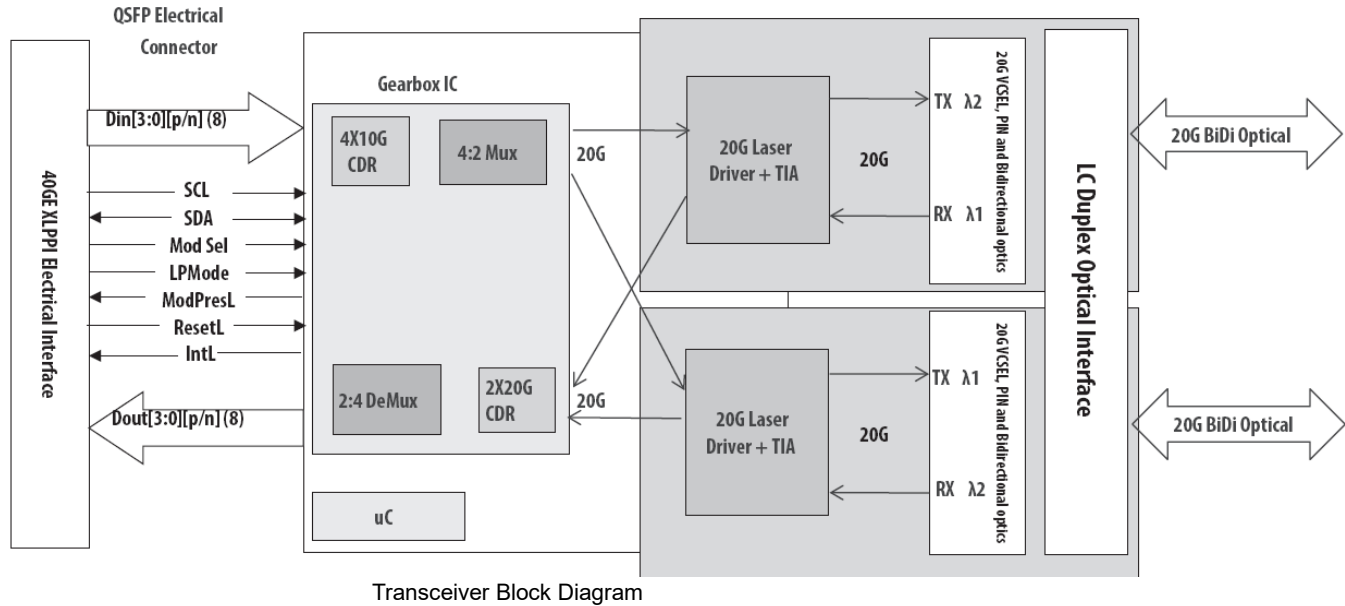 QSFP Electrical
Connector
40GE XLPPI Electrical Interface
Din[3:0][p/n] (8)
SCL
SDA
Mod Sel
LPMode
ModPresL
ResetL
IntL
Dout[3:0][p/n] (8)
Gearbox IC
4X10G
CDR
4:2 Mux
2:4 DeMux
2X20G
CDR
uC
20G
20G
20G Laser
Driver + TIA
20G
TX λ2
RX λ1
20G VCSEL, PIN and Bidirectional optics
20G Laser
Driver + TIA
20G
TX λ1
RX λ2
20G VCSEL, PIN and Bidirectional optics
LC Duplex Optical Interface
20G BiDi Optical
20G BiDi Optical
Transceiver Block Diagram